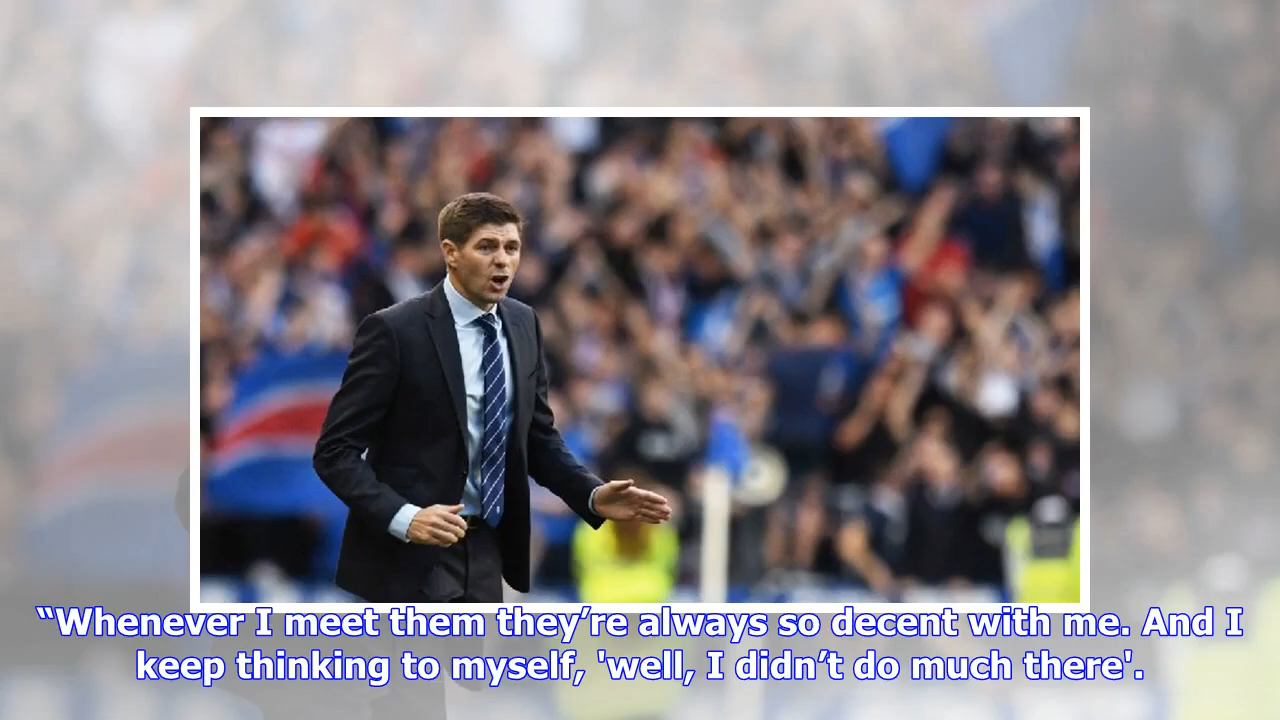 “Whenever I meet them they’re always so decent with me. And I
keep thinking to myself, 'well, I didn’t do much there'.